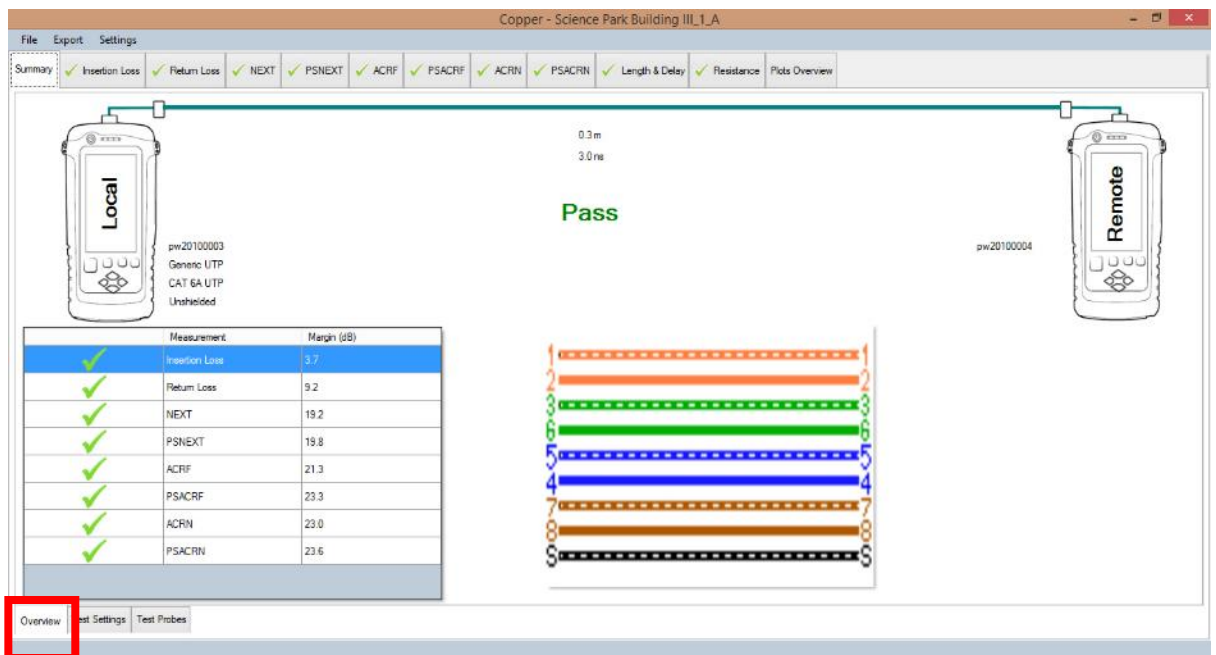 Copper - Science Park Building III_1_A
File Export Settings
Summary Insertion Loss Return Loss NEXT PSNEXT ACRF PSACRF ACRN PSACRN Length & Delay Resistance Plots Overview
0.3 m
3.0 ns
Local
Pass
Remote
pw20100003
pw20100004
Generic UTP
CAT 6A UTP
Unshielded
Measurement Margin (dB)
Insertion Loss 3.7
Return Loss 9.2
NEXT 19.2
PSNEXT 19.8
ACRF 21.3
PSACRF 23.3
ACRN 23.0
PSACRN 23.6
1 1
2 2
3 3
6 6
5 5
4 4
7 7
8 8
S S
Overview est Settings Test Probes